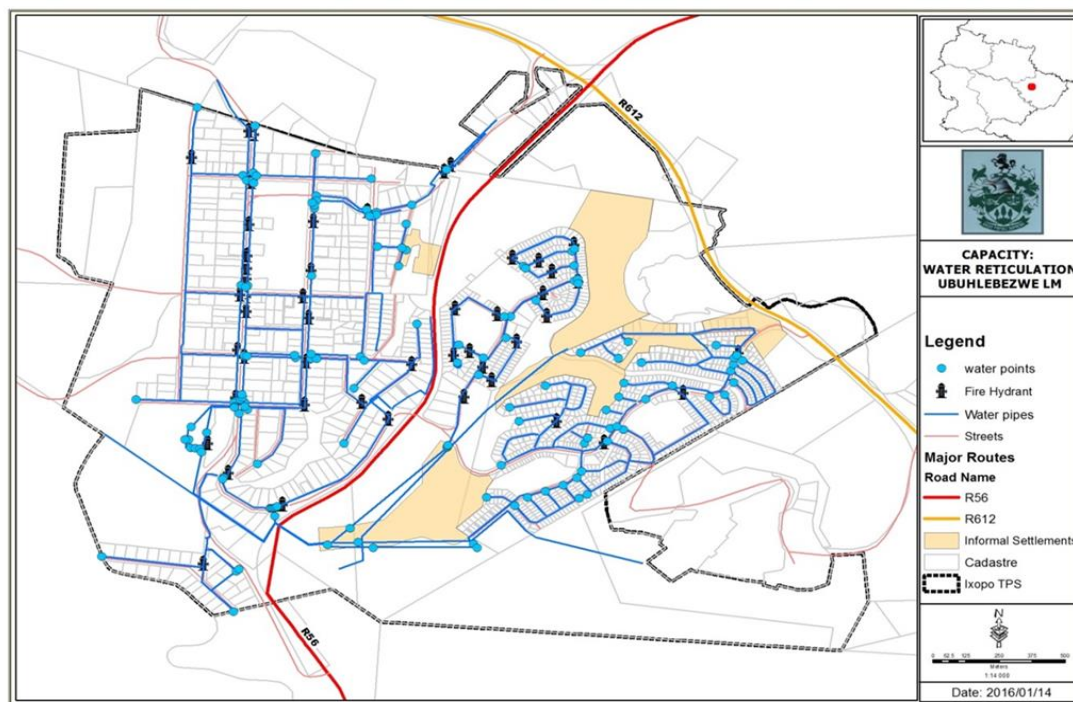 R612
R56
CAPACITY:
WATER RETICULATION
UBUHLEBEZWE LM
Legend
water points
Fire Hydrant
Water pipes
Streets
Major Routes
Road Name
R56
R612
Informal Settlements
Cadastre
Ixopo TPS
N
Meters
1:14 000
Date: 2016/01/14